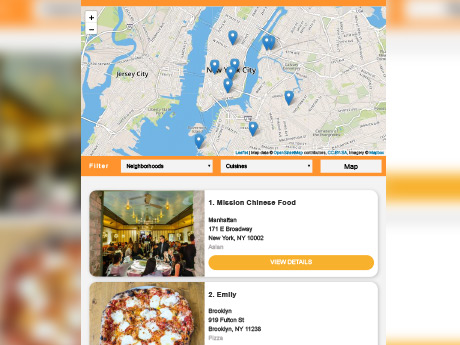 +
−
Jersey City
New York City
Leaflet | Map data © OpenStreetMap contributors, CC-BY-SA, Imagery © Mapbox
Filter
Neighborhoods
Cuisines
Map
1. Mission Chinese Food
Manhattan
171 E Broadway
New York, NY 10002
Asian
VIEW DETAILS
2. Emily
Brooklyn
919 Fulton St
Brooklyn, NY 11238
Pizza